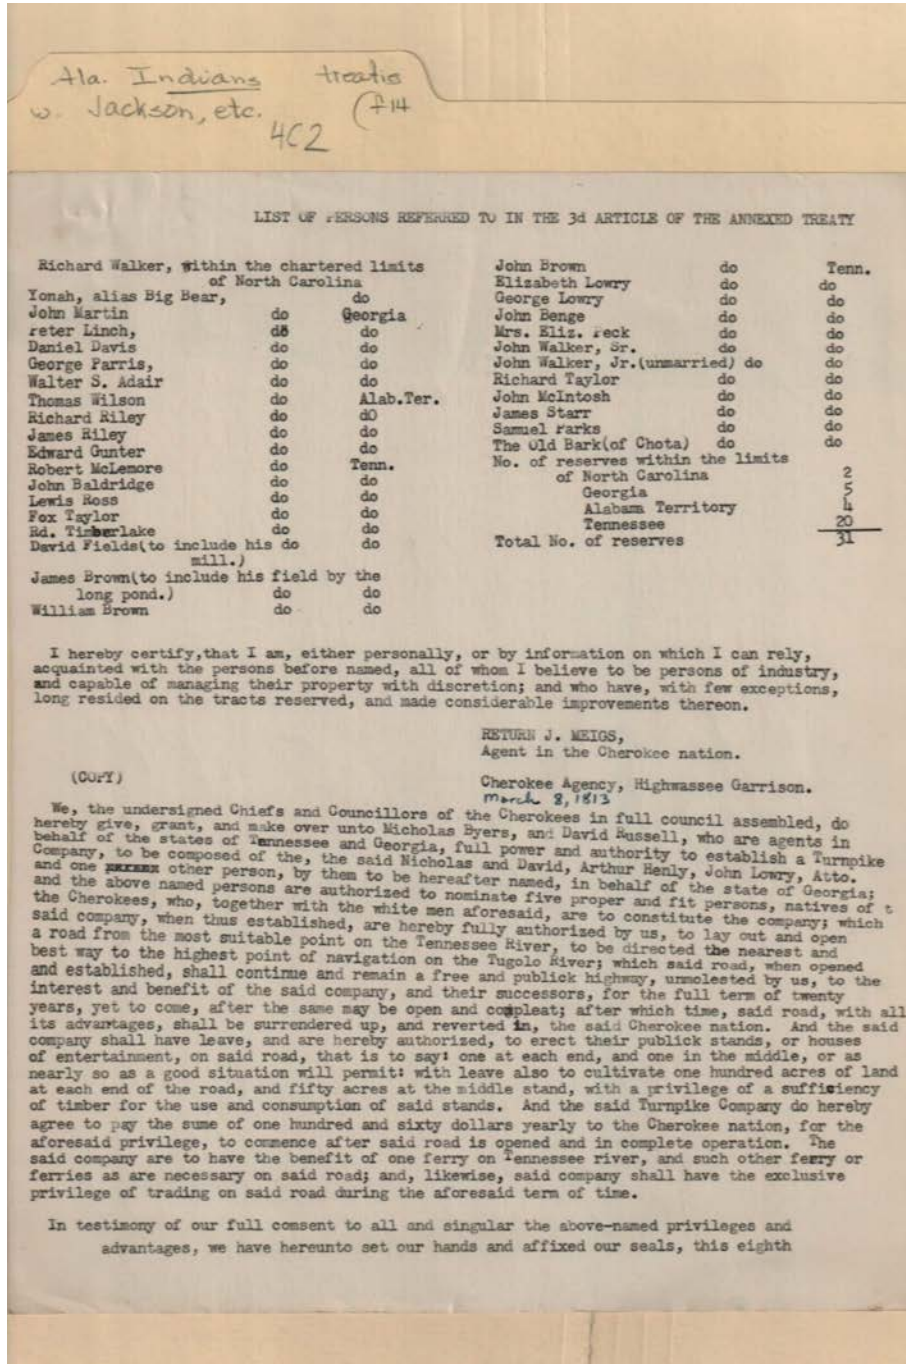 Ala. Indians treatis
w. Jackson, etc. (f14
4C2
LIST OF PERSONS REFERRED TO IN THE 3d ARTICLE OF THE ANNEXED TREATY
Richard Walker, within the chartered limits
of North Carolina
Yonah, alias Big Bear, do
John Martin do Georgia
Peter Linch, do do
Daniel Davis do do
George Parris, do do
Walter S. Adair do do
Thomas Wilson do Alab.Ter.
Richard Riley do dO
James Riley do do
Edward Gunter do do
Robert McLemore do Tenn.
John Baldridge do do
Lewis Ross do do
Fox Taylor do do
Rd. Timberlake do do
David Fields(to include his do do
mill.)
James Brown(to include his field by the
long pond.) do do
William Brown do do
John Brown do Tenn.
Elizabeth Lowry do do
George Lowry do do
John Benge do do
Mrs. Eliz. Peck do do
John Walker, Sr. do do
John Walker, Jr.(unmarried) do do
Richard Taylor do do
John McIntosh do do
James Starr do do
Samuel Parks do do
The Old Bark(of Chota) do do
No. of reserves within the limits
of North Carolina 2
Georgia 5
Alabam Territory 4
Tennessee 20
Total No. of reserves 31
I hereby certify,that I am, either personally, or by information on which I can rely,
acquainted with the persons before named, all of whom I believe to be persons of industry,
and capable of managing their property with discretion; and who have, with few exceptions,
long resided on the tracts reserved, and made considerable improvements thereon.
RETURN J. MEIGS,
Agent in the Cherokee nation.
(COPY)
Cherokee Agency, Highwassee Garrison.
March 8, 1813
We, the undersigned Chiefs and Councillors of the Cherokees in full council assembled, do
hereby give, grant, and make over unto Nicholas Byers, and David Russell, who are agents in
behalf of the states of Tennessee and Georgia, full power and authority to establish a Turnpike
Company, to be composed of the, the said Nicholas and David, Arthur Henly, John Lowry, Atto.
and one other person, by them to be hereafter named, in behalf of the state of Georgia;
and the above named persons are authorized to nominate five proper and fit persons, natives of t
the Cherokees, who, together with the white men aforesaid, are to constitute the company; which
said company, when thus established, are hereby fully authorized by us, to lay out and open
a road from the most suitable point on the Tennessee River, to be directed the nearest and
best way to the highest point of navigation on the Tugolo River; which said road, when opened
and established, shall continue and remain a free and publick highway, unmolested by us, to the
interest and benefit of the said company, and their successors, for the full term of twenty
years, yet to come, after the same may be open and compleat; after which time, said road, with all
its advantages, shall be surrendered up, and reverted in, the said Cherokee nation. And the said
company shall have leave, and are hereby authorized, to erect their publick stands, or houses
of entertainment, on said road, that is to say: one at each end, and one in the middle, or as
nearly so as a good situation will permit: with leave also to cultivate one hundred acres of land
at each end of the road, and fifty acres at the middle stand, with a privilege of a sufficiency
of timber for the use and consumption of said stands. And the said Turnpike Company do hereby
agree to pay the sume of one hundred and sixty dollars yearly to the Cherokee nation, for the
aforesaid privilege, to commence after said road is opened and in complete operation. The
said company are to have the benefit of one ferry on Tennessee river, and such other ferry or
ferries as are necessary on said road; and, likewise, said company shall have the exclusive
privilege of trading on said road during the aforesaid term of time.
In testimony of our full comsent to all and singular the above-named privileges and
advantages, we have hereunto set our hands and affixed our seals, this eighth